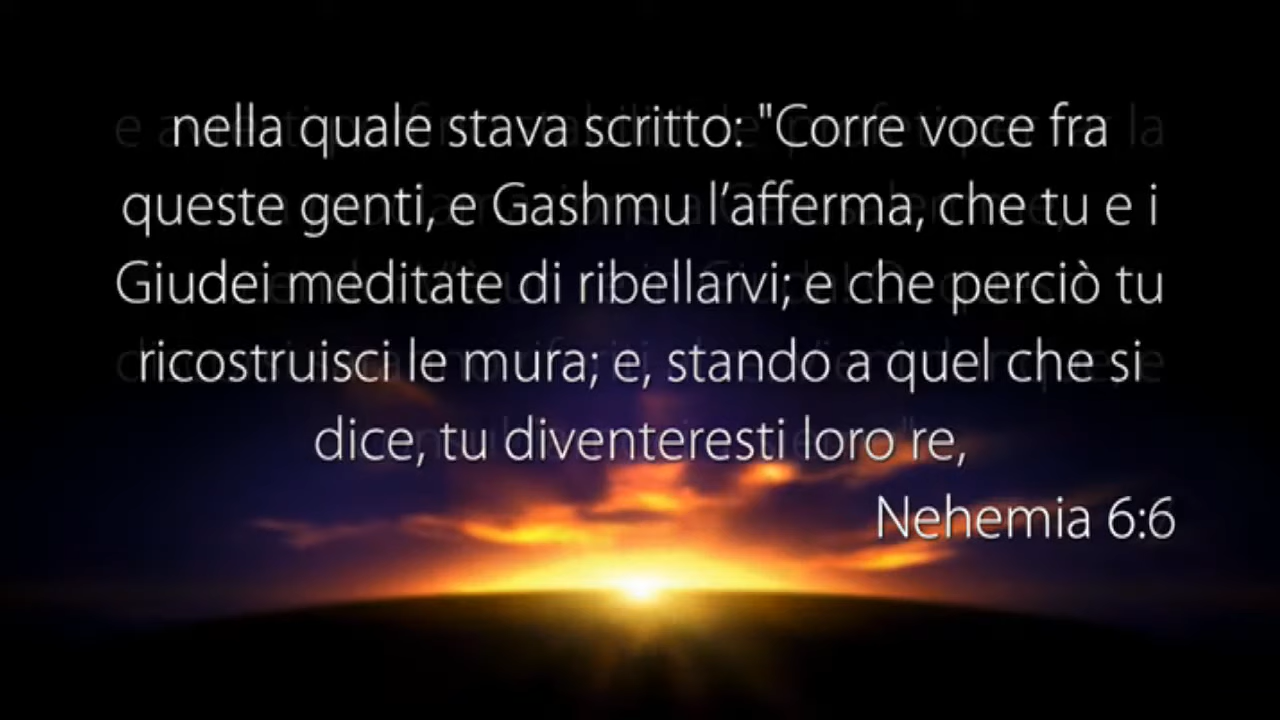 nella quale stava scritto: "Corre voce fra
queste genti, e Gashmu l’afferma, che tu e i
Giudei meditate di ribellarvi; e che perciò tu
ricostruisci le mura; e, stando a quel che si
dice, tu diventeresti loro re,
Nehemia 6:6